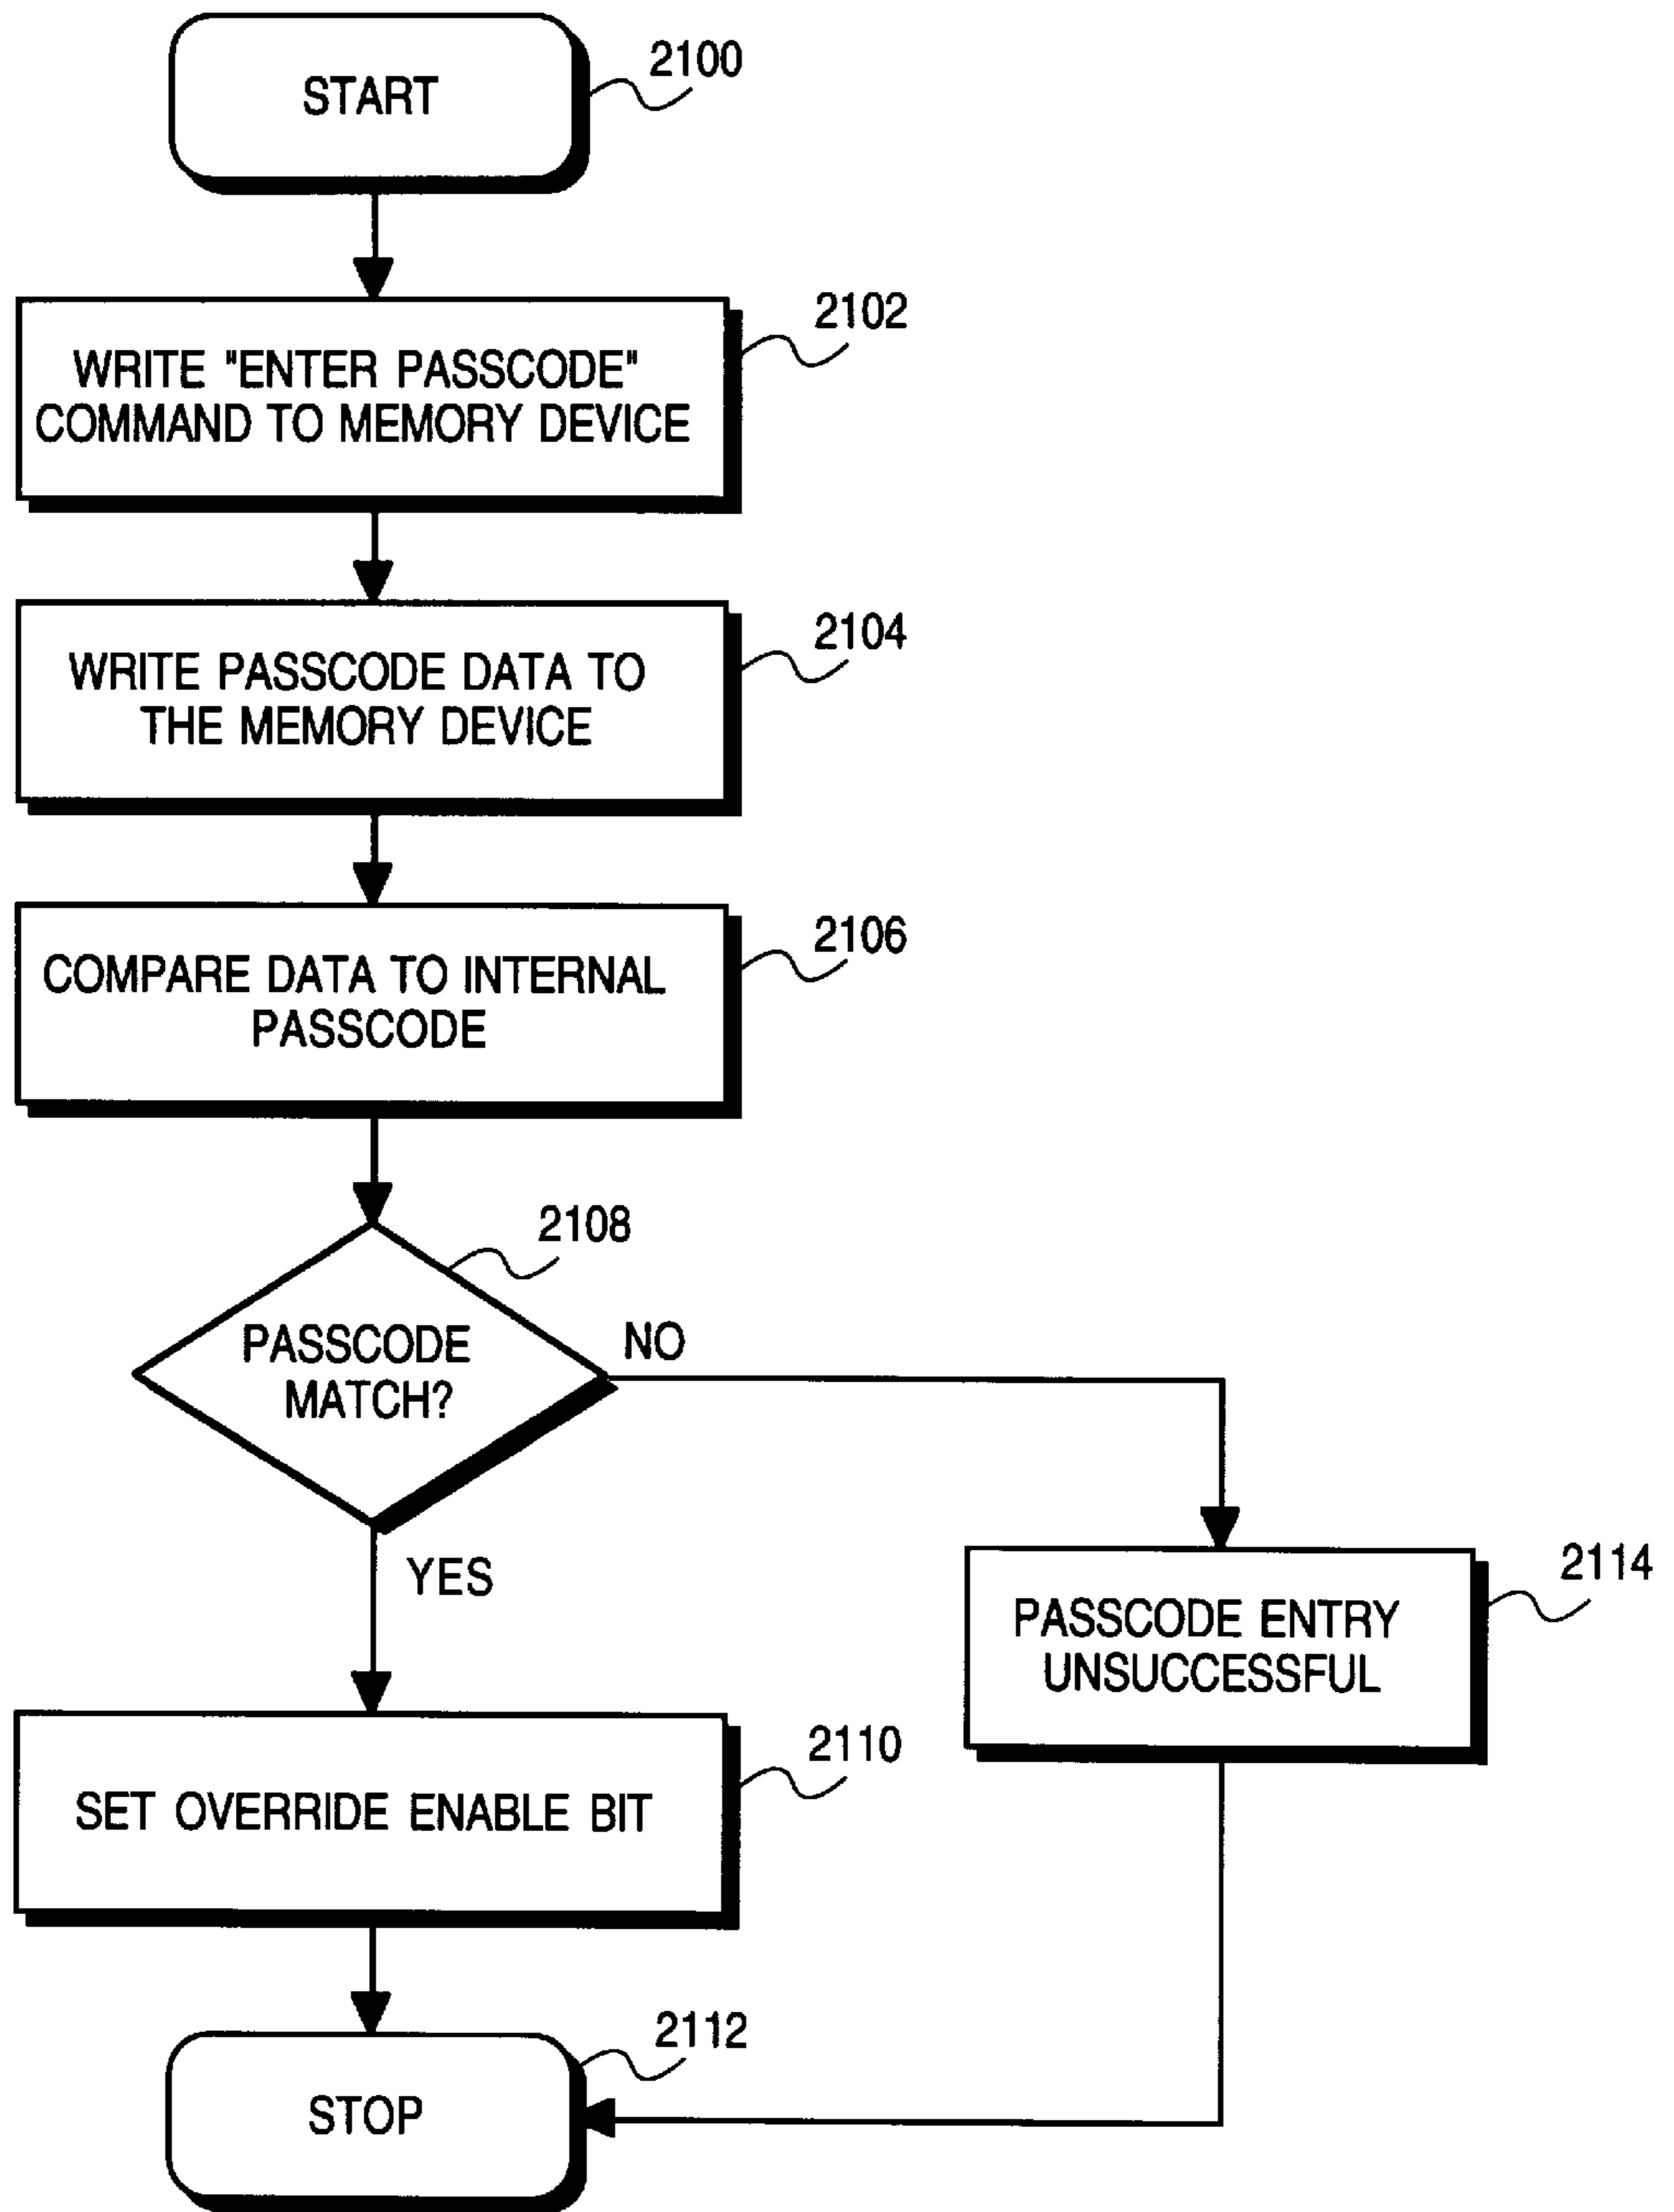 START
2100
WRITE "ENTER PASSCODE"
COMMAND TO MEMORY DEVICE
2102
WRITE PASSCODE DATA TO
THE MEMORY DEVICE
2104
COMPARE DATA TO INTERNAL
PASSCODE
2106
PASSCODE
MATCH?
2108
NO
YES
PASSCODE ENTRY
UNSUCCESSFUL
2114
SET OVERRIDE ENABLE BIT
2110
STOP
2112